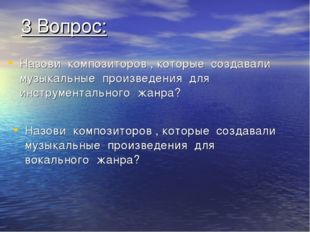 3 Вопрос:
Назови композиторов , которые создавали
музыкальные произведения для
инструментального жанра?
Назови композиторов , которые создавали
музыкальные произведения для
вокального жанра?